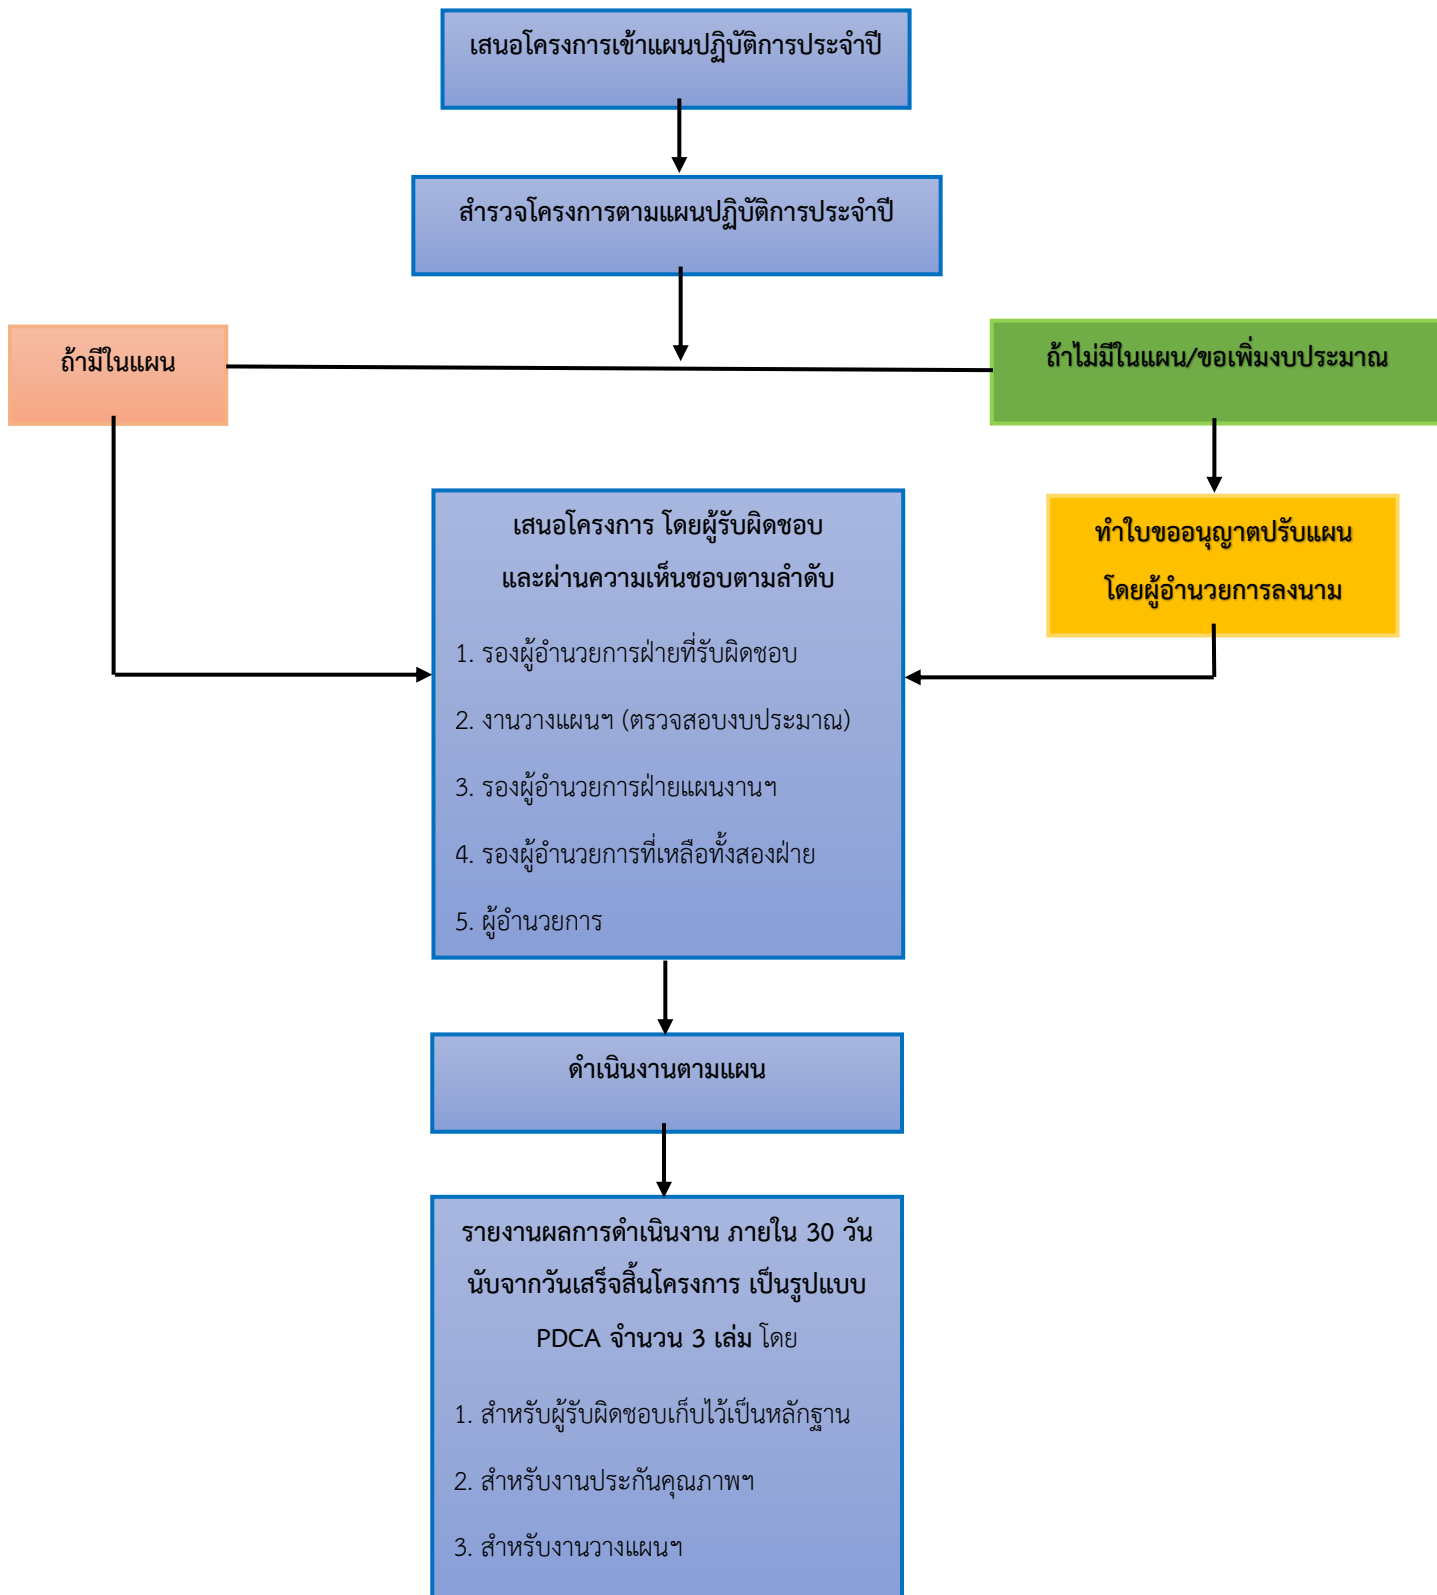 เสนอโครงการเข้าแผนปฏิบัติการประจำปี
สำรวจโครงการตามแผนปฏิบัติการประจำปี
ถ้ามีในแผน
ถ้าไม่มีในแผน/ขอเพิ่มงบประมาณ
เสนอโครงการ โดยผู้รับผิดชอบ
และผ่านความเห็นชอบตามลำดับ
1. รองผู้อำนวยการฝ่ายที่รับผิดชอบ
2. งานวางแผนฯ (ตรวจสอบงบประมาณ)
3. รองผู้อำนวยการฝ่ายแผนงานฯ
4. รองผู้อำนวยการที่เหลือทั้งสองฝ่าย
5. ผู้อำนวยการ
ทำใบขออนุญาตปรับแผน
โดยผู้อำนวยการลงนาม
ดำเนินงานตามแผน
รายงานผลการดำเนินงาน ภายใน 30 วัน
นับจากวันเสร็จสิ้นโครงการ เป็นรูปแบบ
PDCA จำนวน 3 เล่ม โดย
1. สำหรับผู้รับผิดชอบเก็บไว้เป็นหลักฐาน
2. สำหรับงานประกันคุณภาพฯ
3. สำหรับงานวางแผนฯ